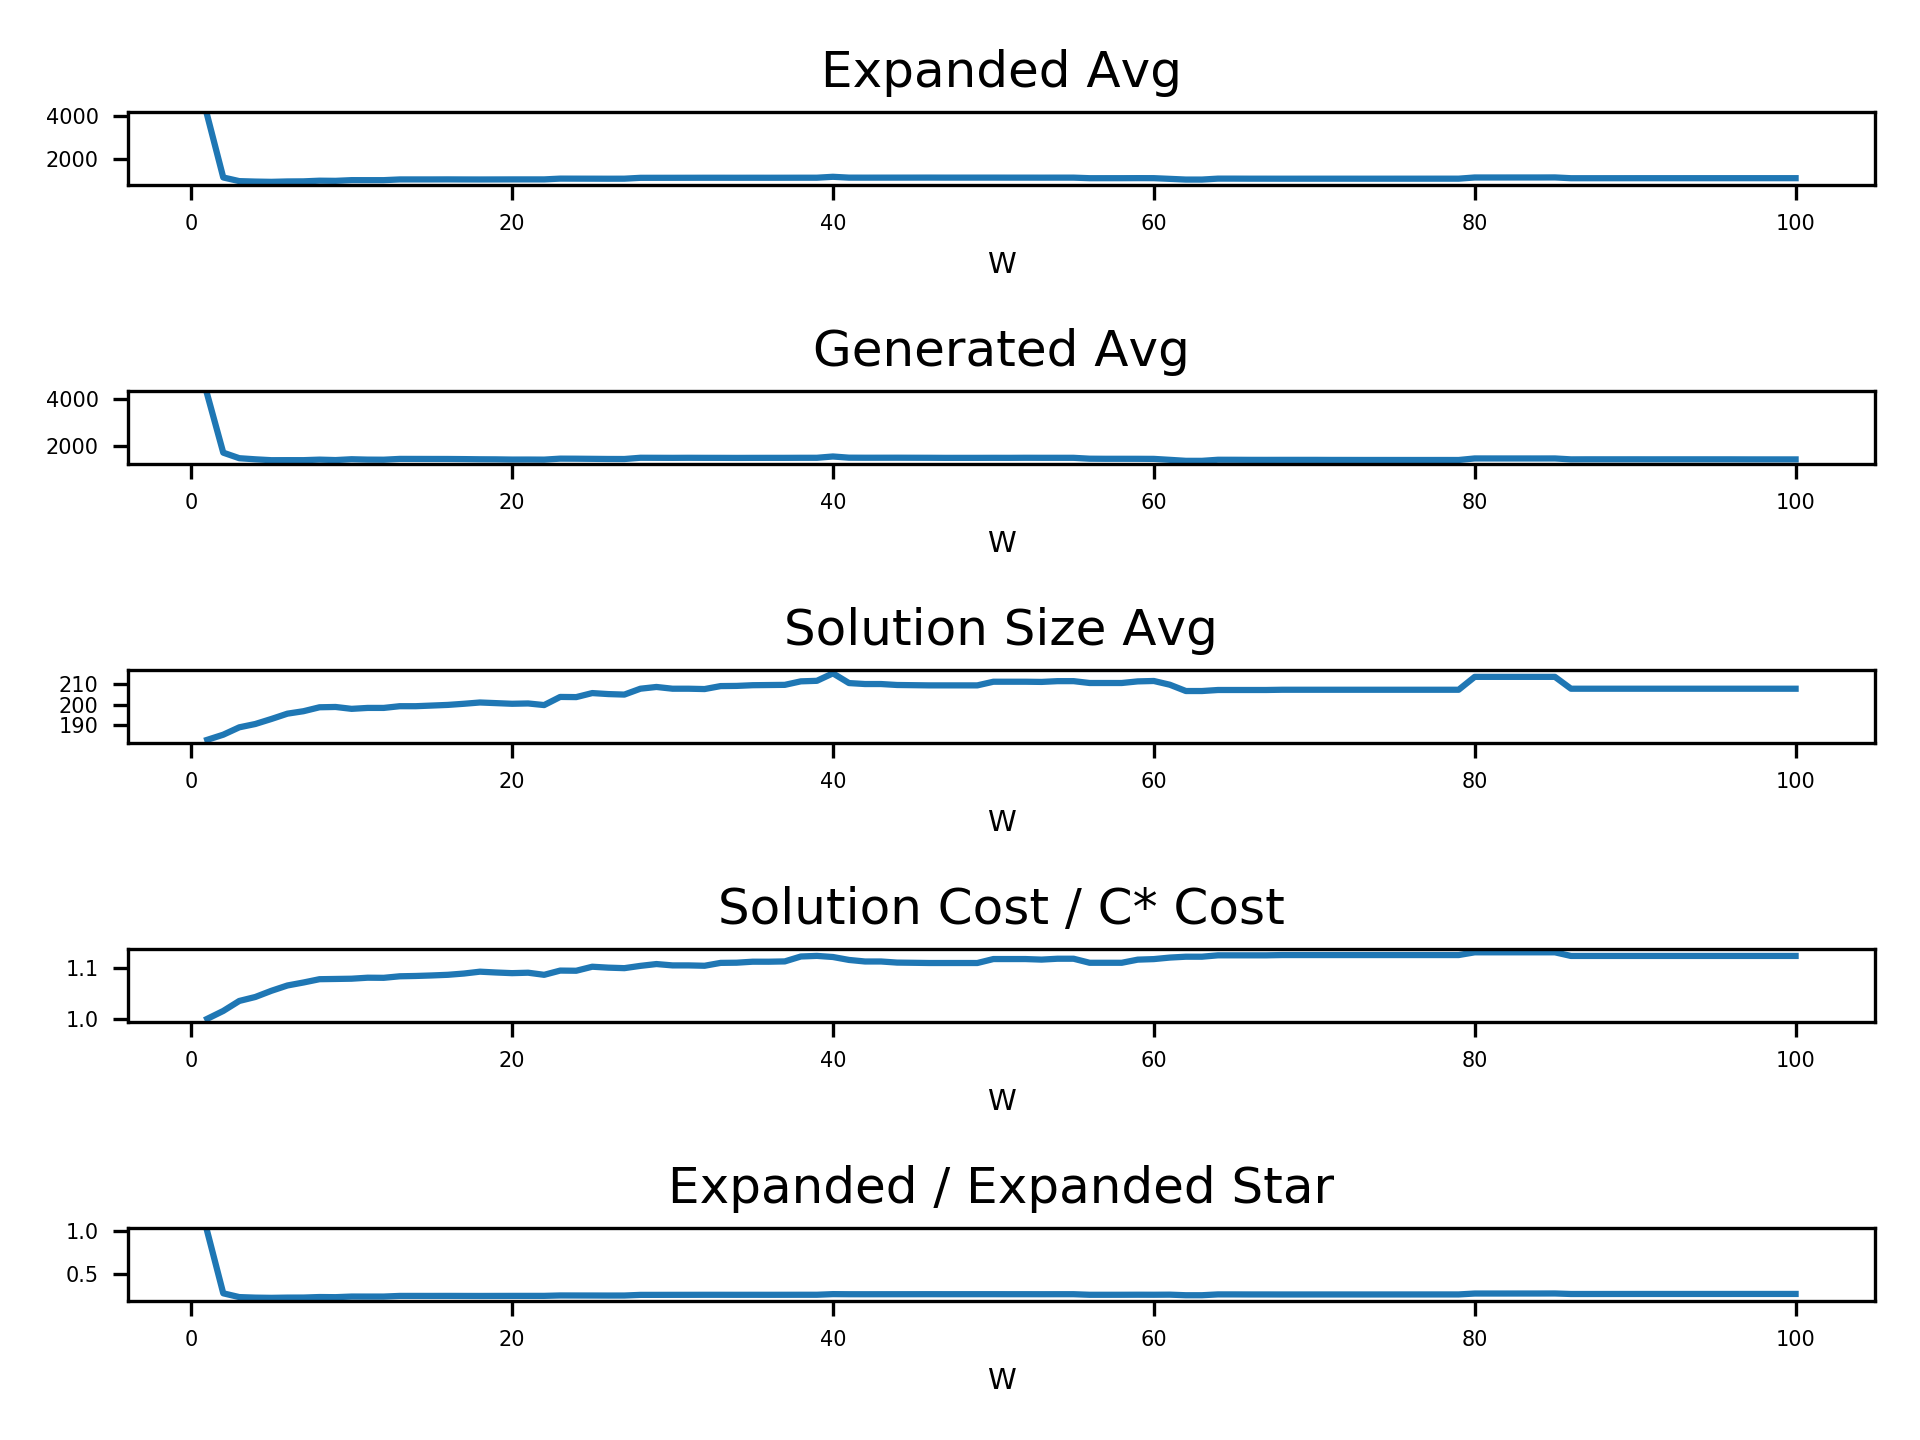 Expanded Avg
4000
2000
0 20 40 60 80 100
W
Generated Avg
4000
2000
0 20 40 60 80 100
W
Solution Size Avg
210
200
190
0 20 40 60 80 100
W
Solution Cost / C* Cost
1.1
1.0
0 20 40 60 80 100
W
Expanded / Expanded Star
1.0
0.5
0 20 40 60 80 100
W